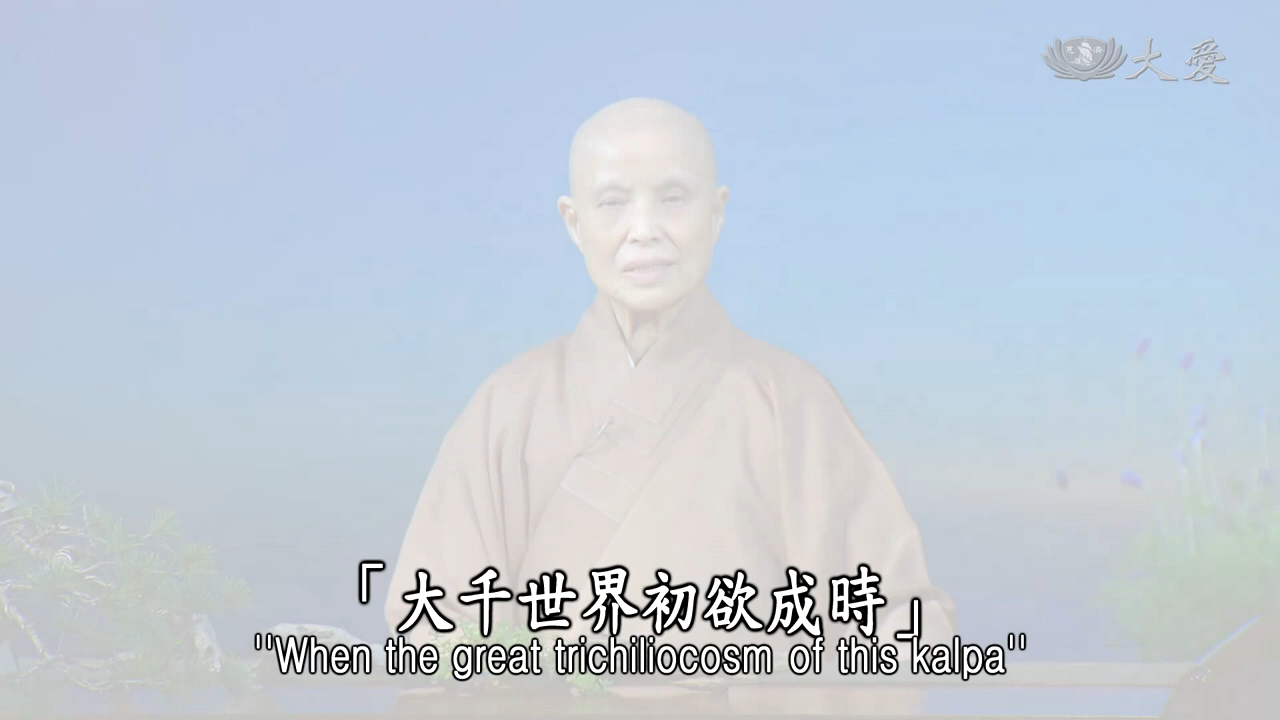 大愛
「大千世界初欲成時」
"When the great trichiliocosm of this kalpa"